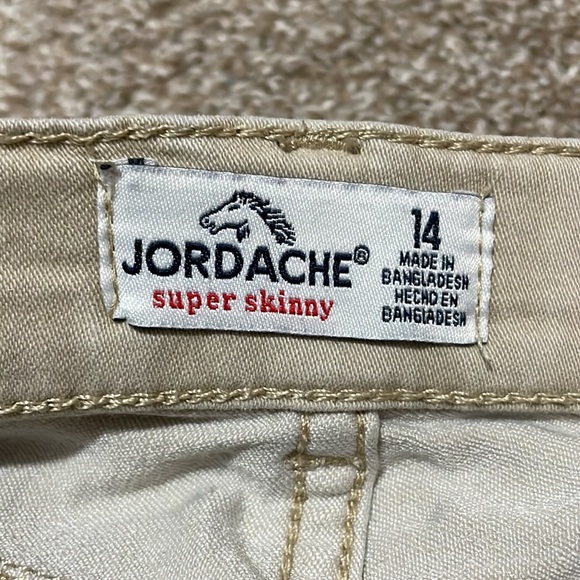 JORDACHE®
super skinny
14
MADE IN
BANGLADESH
HECHO EN
BANGLADESH